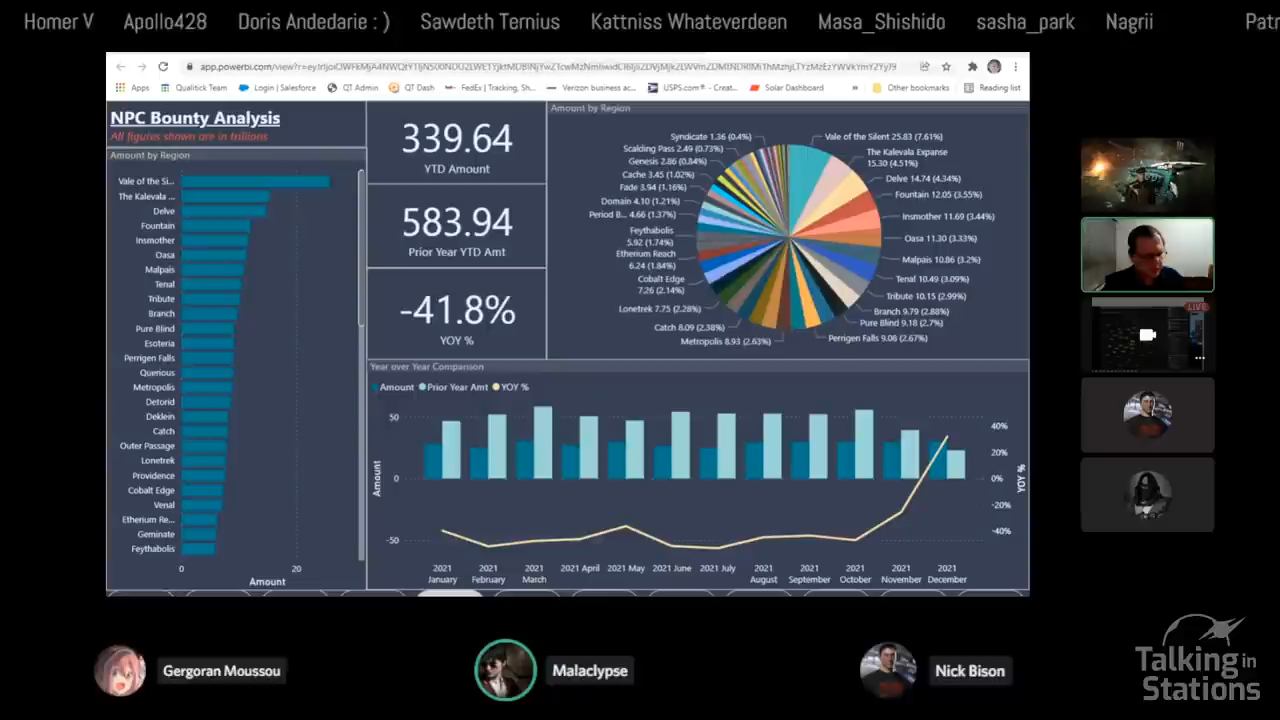 Homer V Apollo428 Doris Andedarie : ) Sawdeth Ternius Kattniss Whateverdeen Masa_Shishido sasha_park Nagrii Patr
Apps Qualitick Team Login | Salesforce QT Admin QT Dash FedEx | Tracking, Sh... Verizon business ac... USPS.com® - Creat... Solar Dashboard » Other bookmarks Reading list
NPC Bounty Analysis
All figures shown are in trillions
Amount by Region
Vale of the Si...
The Kalevala ...
Delve
Fountain
Insmother
Oasa
Malpais
Tenal
Tribute
Branch
Pure Blind
Esoteria
Perrigen Falls
Querious
Metropolis
Detorid
Deklein
Catch
Outer Passage
Lonetrek
Providence
Cobalt Edge
Venal
Etherium Re...
Geminate
Feythabolis
0 20
Amount
339.64
YTD Amount
583.94
Prior Year YTD Amt
-41.8%
YOY %
Amount by Region
Syndicate 1.36 (0.4%)
Scalding Pass 2.49 (0.73%)
Genesis 2.86 (0.84%)
Cache 3.45 (1.02%)
Fade 3.94 (1.16%)
Domain 4.10 (1.21%)
Period B... 4.66 (1.37%)
Feythabolis
5.92 (1.74%)
Etherium Reach
6.24 (1.84%)
Cobalt Edge
7.26 (2.14%)
Lonetrek 7.75 (2.28%)
Catch 8.09 (2.38%)
Metropolis 8.93 (2.63%)
Vale of the Silent 25.83 (7.61%)
The Kalevala Expanse
15.30 (4.51%)
Delve 14.74 (4.34%)
Fountain 12.05 (3.55%)
Insmother 11.69 (3.44%)
Oasa 11.30 (3.33%)
Malpais 10.86 (3.2%)
Tenal 10.49 (3.09%)
Tribute 10.15 (2.99%)
Branch 9.79 (2.88%)
Pure Blind 9.18 (2.7%)
Perrigen Falls 9.08 (2.67%)
Year over Year Comparison
Amount Prior Year Amt YOY %
50
0
-50
Amount
40%
20%
0%
-20%
-40%
YOY %
2021 January
2021 February
2021 March
2021 April
2021 May
2021 June
2021 July
2021 August
2021 September
2021 October
2021 November
2021 December
LIVE
Gergoran Moussou
Malaclypse
Nick Bison
Talking in
Stations